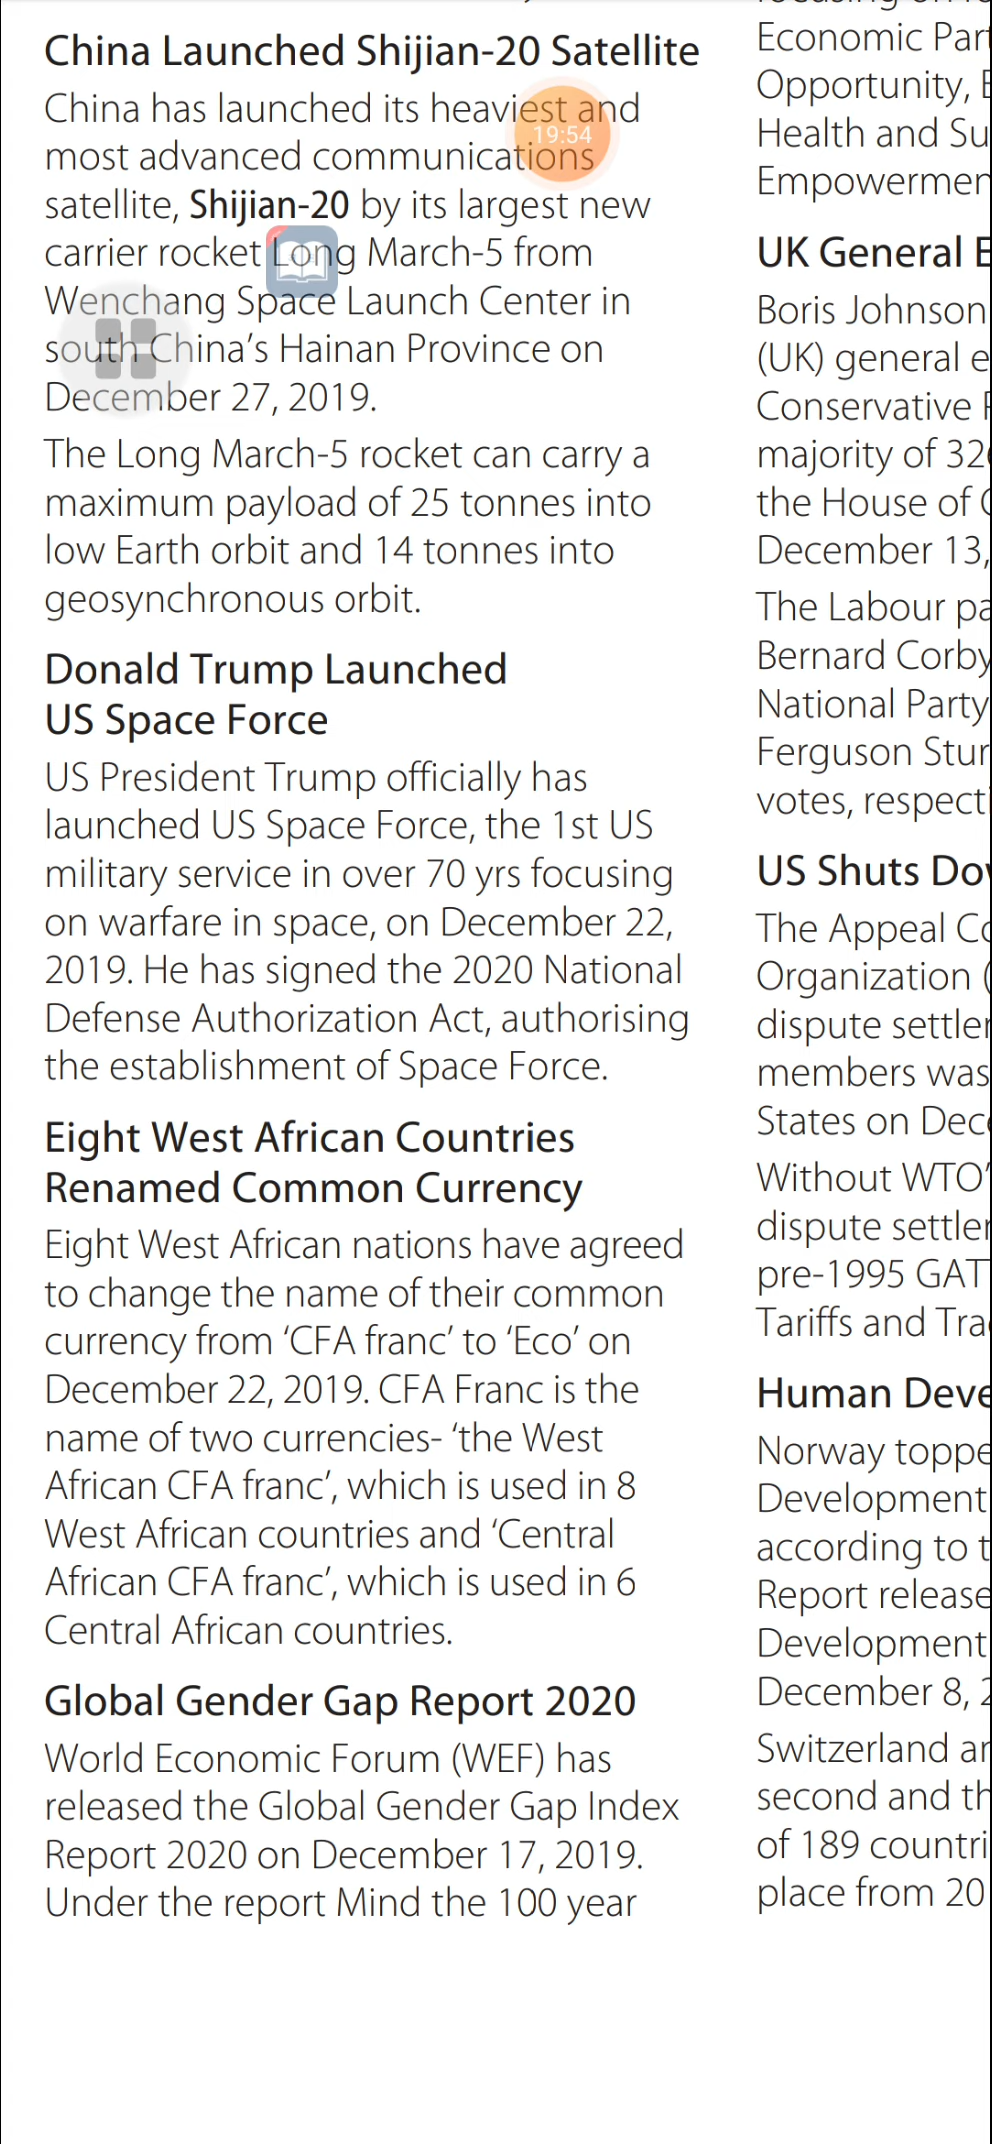 China Launched Shijian-20 Satellite
China has launched its heaviest and
most advanced communications
satellite, Shijian-20 by its largest new
carrier rocket Long March-5 from
Wenchang Space Launch Center in
south China’s Hainan Province on
December 27, 2019.
The Long March-5 rocket can carry a
maximum payload of 25 tonnes into
low Earth orbit and 14 tonnes into
geosynchronous orbit.
Donald Trump Launched
US Space Force
US President Trump officially has
launched US Space Force, the 1st US
military service in over 70 yrs focusing
on warfare in space, on December 22,
2019. He has signed the 2020 National
Defense Authorization Act, authorising
the establishment of Space Force.
Eight West African Countries
Renamed Common Currency
Eight West African nations have agreed
to change the name of their common
currency from ‘CFA franc’ to ‘Eco’ on
December 22, 2019. CFA Franc is the
name of two currencies- ‘the West
African CFA franc’, which is used in 8
West African countries and ‘Central
African CFA franc’, which is used in 6
Central African countries.
Global Gender Gap Report 2020
World Economic Forum (WEF) has
released the Global Gender Gap Index
Report 2020 on December 17, 2019.
Under the report Mind the 100 year
19:54
Economic Part
Opportunity, E
Health and Su
Empowermen
UK General E
Boris Johnson
(UK) general e
Conservative P
majority of 32
the House of C
December 13,
The Labour pa
Bernard Corby
National Party
Ferguson Stur
votes, respecti
US Shuts Dow
The Appeal Co
Organization (
dispute settler
members was
States on Dece
Without WTO’
dispute settler
pre-1995 GAT
Tariffs and Tra
Human Deve
Norway toppe
Development
according to t
Report release
Development
December 8, 2
Switzerland an
second and th
of 189 countri
place from 20